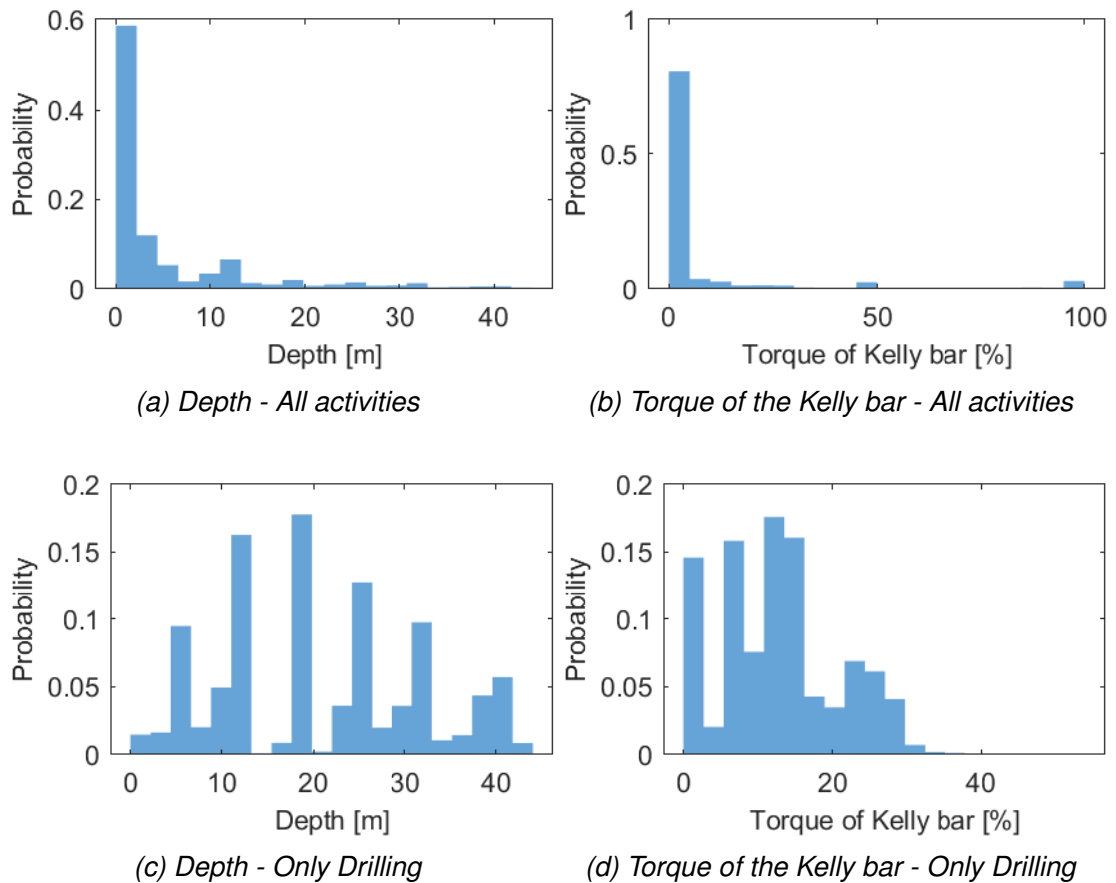 0.6
0.4
0.2
0
Probability
0 10 20 30 40
Depth [m]
(a) Depth - All activities
1
0.5
0
Probability
0 50 100
Torque of Kelly bar [%]
(b) Torque of the Kelly bar - All activities
0.2
0.15
0.1
0.05
0
Probability
0 10 20 30 40
Depth [m]
(c) Depth - Only Drilling
0.2
0.15
0.1
0.05
0
Probability
0 20 40
Torque of Kelly bar [%]
(d) Torque of the Kelly bar - Only Drilling